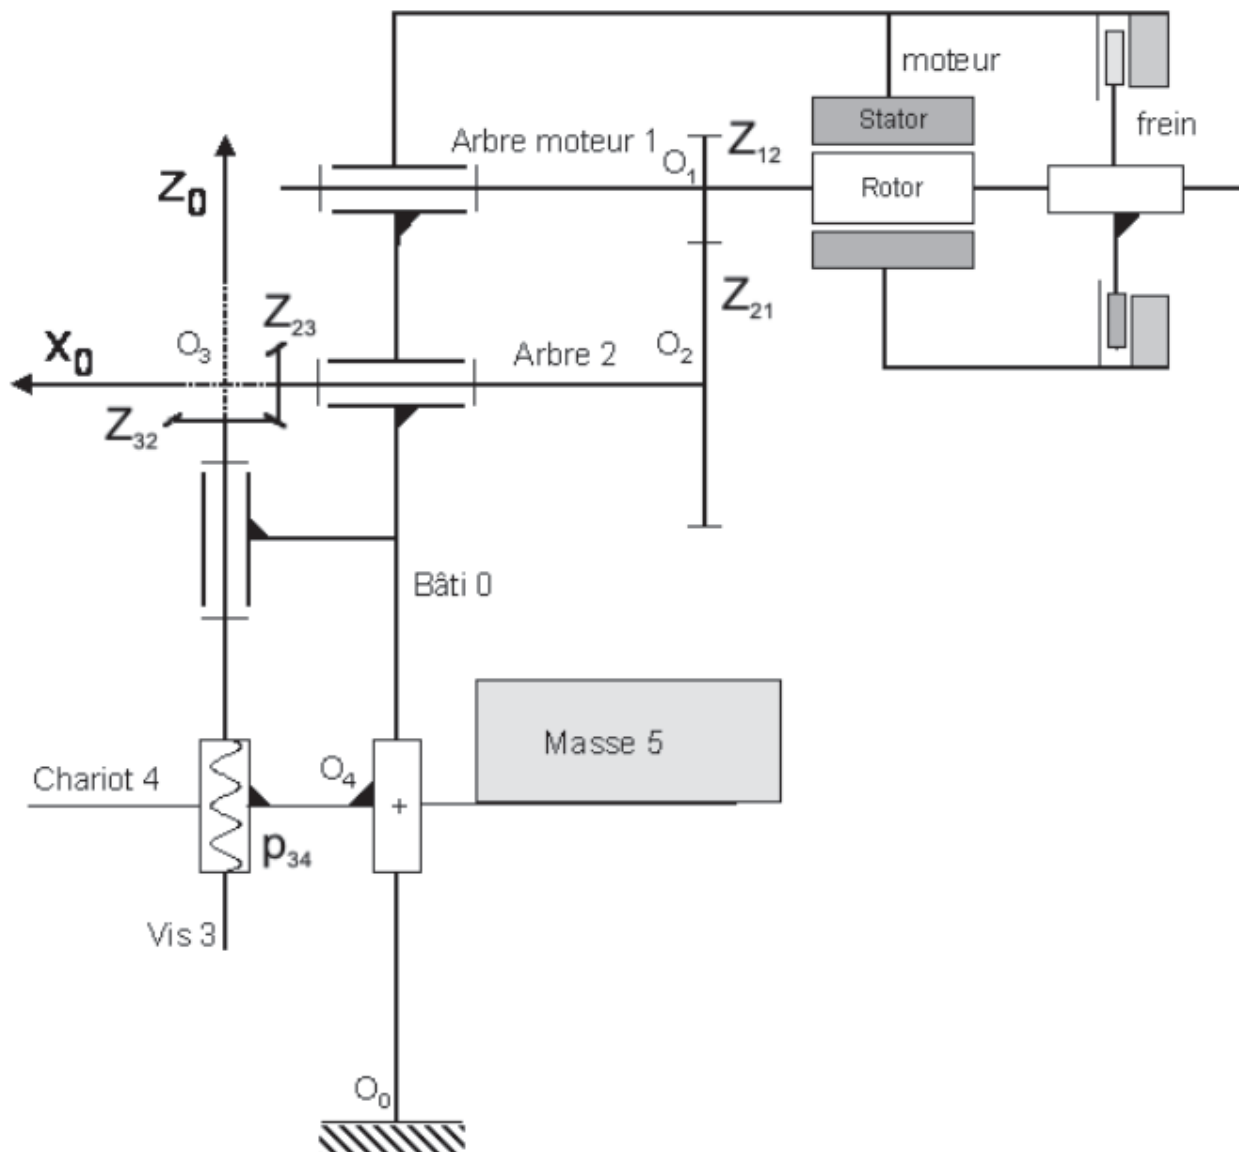 moteur
Stator
frein
Arbre moteur 1
Z₁₂
O₁
Rotor
Z₀
Z₂₃
Z₂₁
X₀
O₃
Arbre 2
O₂
Z₃₂
Bâti 0
Masse 5
Chariot 4
O₄
p₃₄
Vis 3
O₀